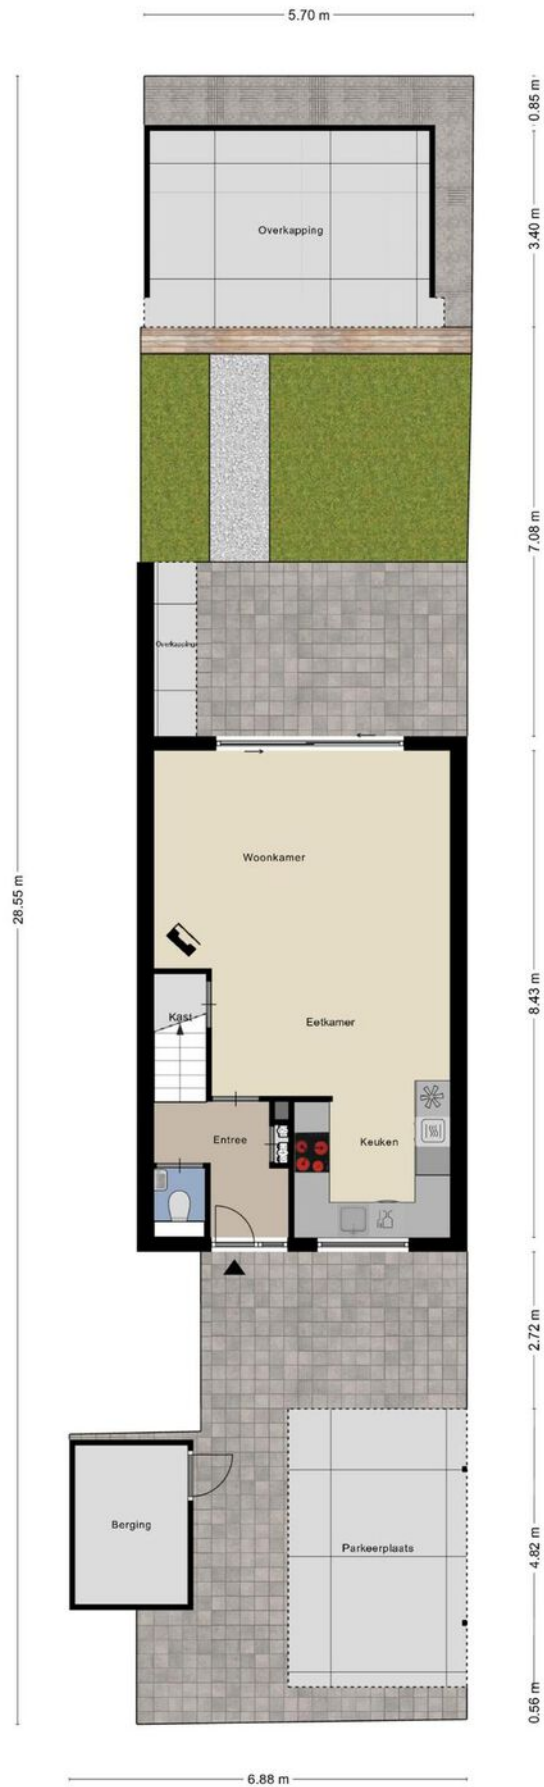 5.70 m
0.85 m
Overkapping
3.40 m
7.08 m
Overkapping
Woonkamer
28.55 m
8.43 m
Kast
Eetkamer
Entree
Keuken
2.72 m
Berging
Parkeerplaats
4.82 m
0.56 m
6.88 m